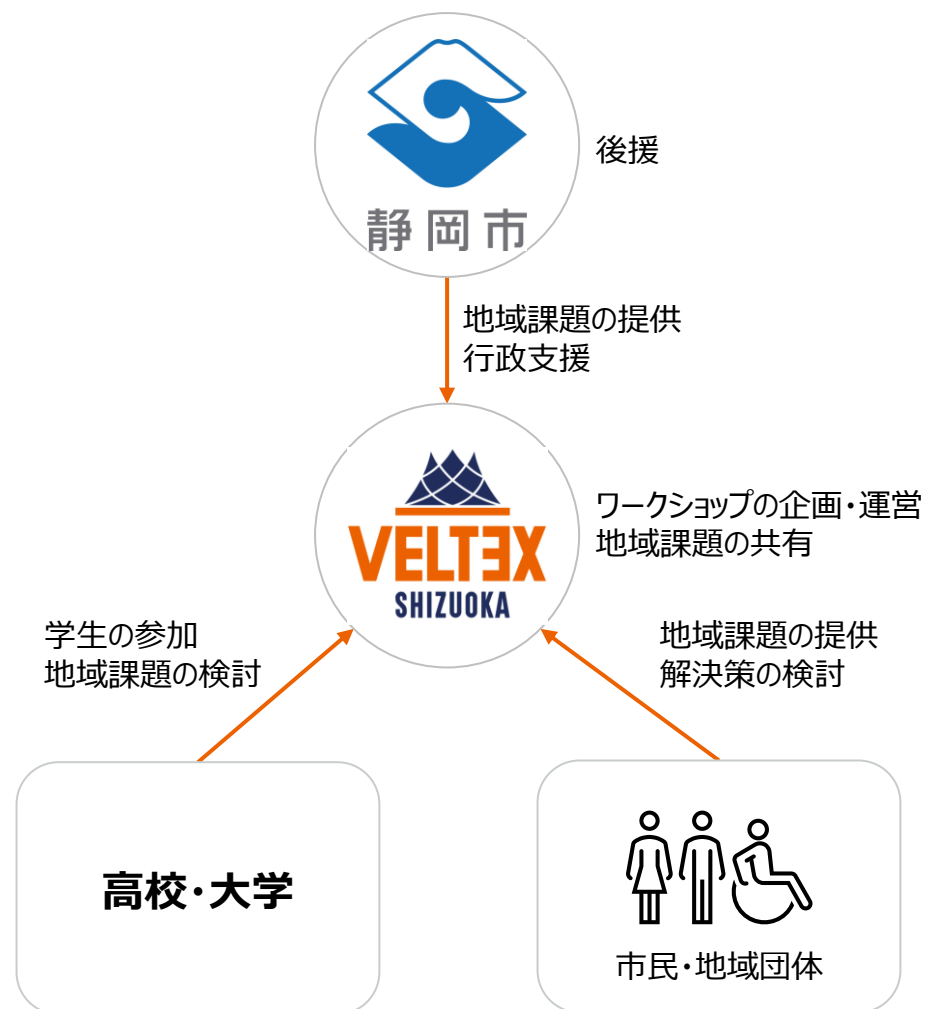 静岡市
後援
地域課題の提供
行政支援
VELTEX
SHIZUOKA
ワークショップの企画・運営
地域課題の共有
学生の参加
地域課題の検討
地域課題の提供
解決策の検討
高校・大学
市民・地域団体